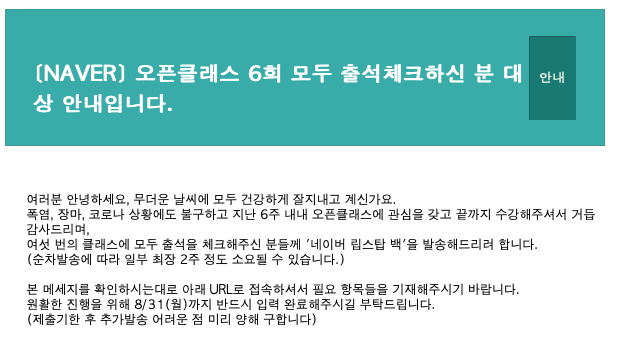 [NAVER] 오픈클래스 6회 모두 출석체크하신 분 대
상 안내입니다.
안내
여러분 안녕하세요, 무더운 날씨에 모두 건강하게 잘지내고 계신가요.
폭염, 장마, 코로나 상황에도 불구하고 지난 6주 내내 오픈클래스에 관심을 갖고 끝까지 수강해주셔서 거듭
감사드리며,
여섯 번의 클래스에 모두 출석을 체크해주신 분들께 '네이버 립스탑 백'을 발송해드리려 합니다.
(순차발송에 따라 일부 최장 2주 정도 소요될 수 있습니다.)
본 메세지를 확인하시는대로 아래 URL로 접속하셔서 필요 항목들을 기재해주시기 바랍니다.
원활한 진행을 위해 8/31(월)까지 반드시 입력 완료해주시길 부탁드립니다.
(제출기한 후 추가발송 어려운 점 미리 양해 구합니다)